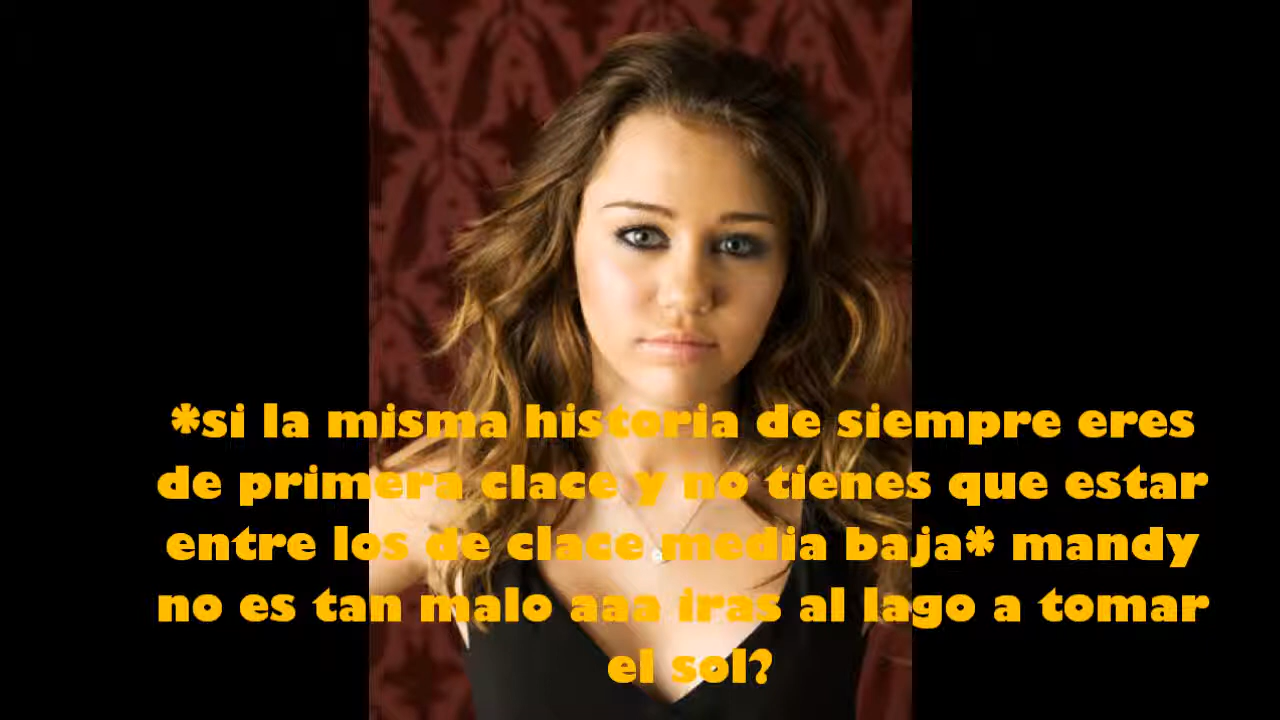 *si la misma historia de siempre eres
de primera clace y no tienes que estar
entre los de clace media baja* mandy
no es tan malo aaa iras al lago a tomar
el sol?